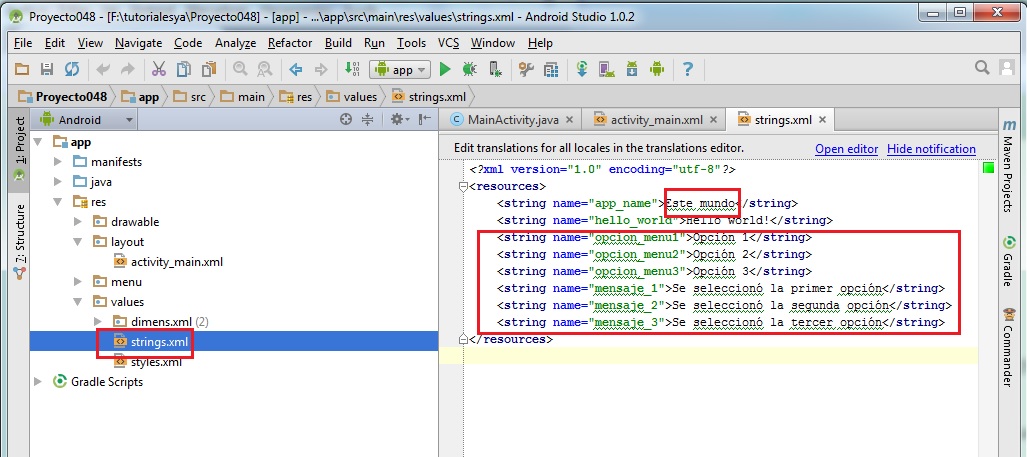 Proyecto048 - [F:\tutorialesya\Proyecto048] - [app] - ...\app\src\main\res\values\strings.xml - Android Studio 1.0.2
File Edit View Navigate Code Analyze Refactor Build Run Tools VCS Window Help
app
Proyecto048 app src main res values strings.xml
1: Project
7: Structure
Android
app
manifests
java
res
drawable
layout
activity_main.xml
menu
values
dimens.xml (2)
strings.xml
styles.xml
Gradle Scripts
MainActivity.java activity_main.xml strings.xml
Edit translations for all locales in the translations editor. Open editor Hide notification
<?xml version="1.0" encoding="utf-8"?>
<resources>
<string name="app_name">Este mundo</string>
<string name="hello_world">Hello world!</string>
<string name="opcion_menu1">Opción 1</string>
<string name="opcion_menu2">Opción 2</string>
<string name="opcion_menu3">Opción 3</string>
<string name="mensaje_1">Se seleccionó la primer opción</string>
<string name="mensaje_2">Se seleccionó la segunda opción</string>
<string name="mensaje_3">Se seleccionó la tercer opción</string>
</resources>
m Maven Projects
Gradle
Commander